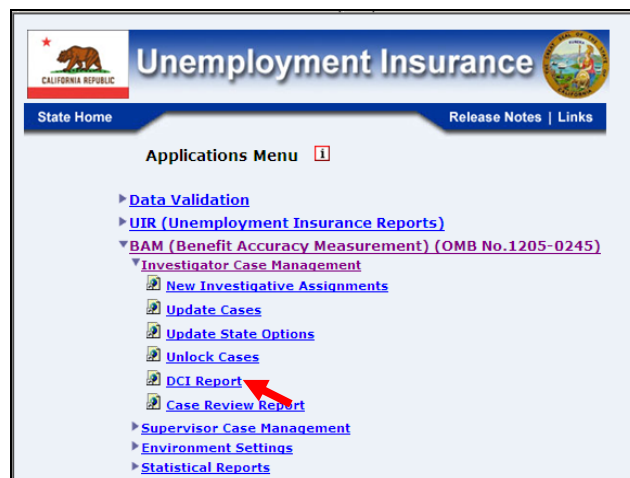 CALIFORNIA REPUBLIC
Unemployment Insurance
State Home
Release Notes | Links
Applications Menu i
Data Validation
UIR (Unemployment Insurance Reports)
BAM (Benefit Accuracy Measurement) (OMB No.1205-0245)
Investigator Case Management
New Investigative Assignments
Update Cases
Update State Options
Unlock Cases
DCI Report
Case Review Report
Supervisor Case Management
Environment Settings
Statistical Reports